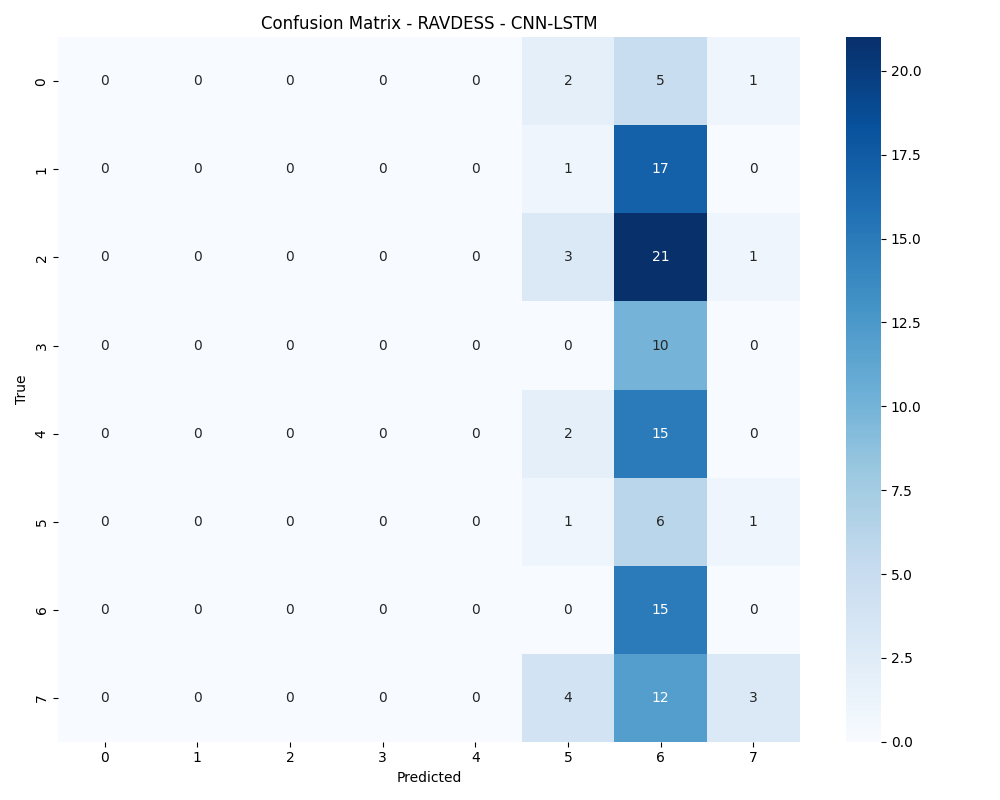 Confusion Matrix - RAVDESS - CNN-LSTM
0 0 0 0 0 0 2 5 1
1 0 0 0 0 0 1 17 0
2 0 0 0 0 0 3 21 1
3 0 0 0 0 0 0 10 0
4 0 0 0 0 0 2 15 0
5 0 0 0 0 0 1 6 1
6 0 0 0 0 0 0 15 0
7 0 0 0 0 0 4 12 3
0 1 2 3 4 5 6 7
Predicted
True
20.0
17.5
15.0
12.5
10.0
7.5
5.0
2.5
0.0